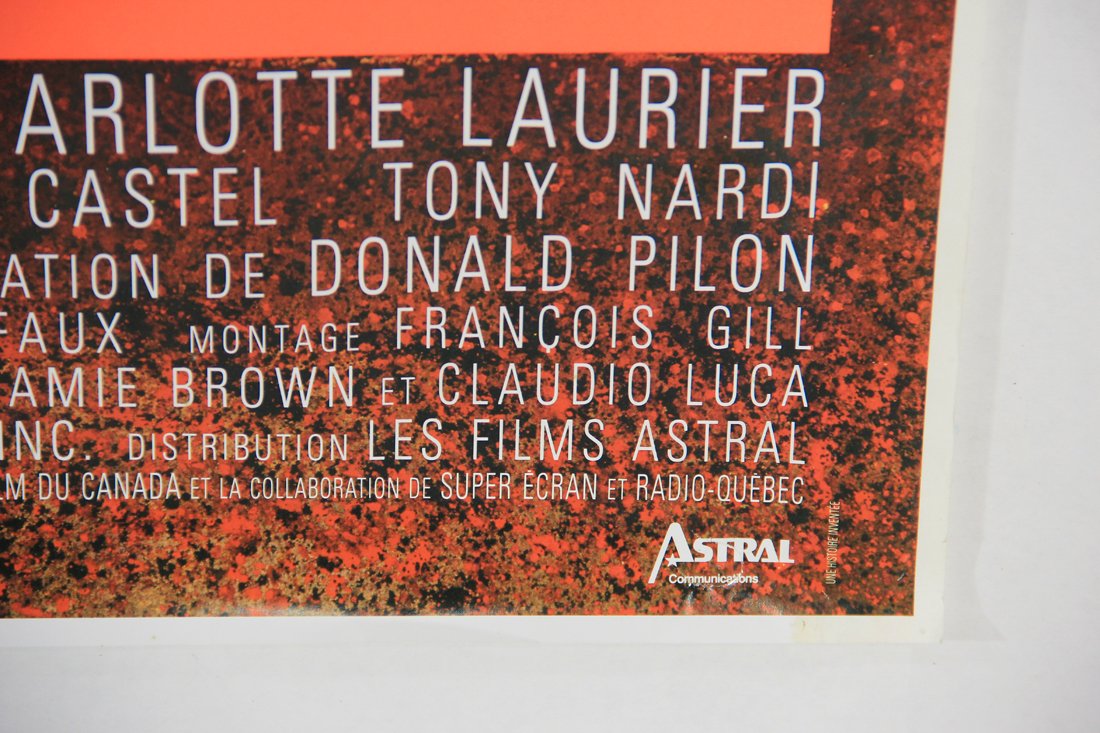 ARLOTTE LAURIER
CASTEL TONY NARDI
ATION DE DONALD PILON
FAUX MONTAGE FRANÇOIS GILL
AMIE BROWN ET CLAUDIO LUCA
INC. DISTRIBUTION LES FILMS ASTRAL
LM DU CANADA ET LA COLLABORATION DE SUPER ÉCRAN ET RADIO-QUÉBEC
ASTRAL
Communications
UNE HISTOIRE INVENTÉE